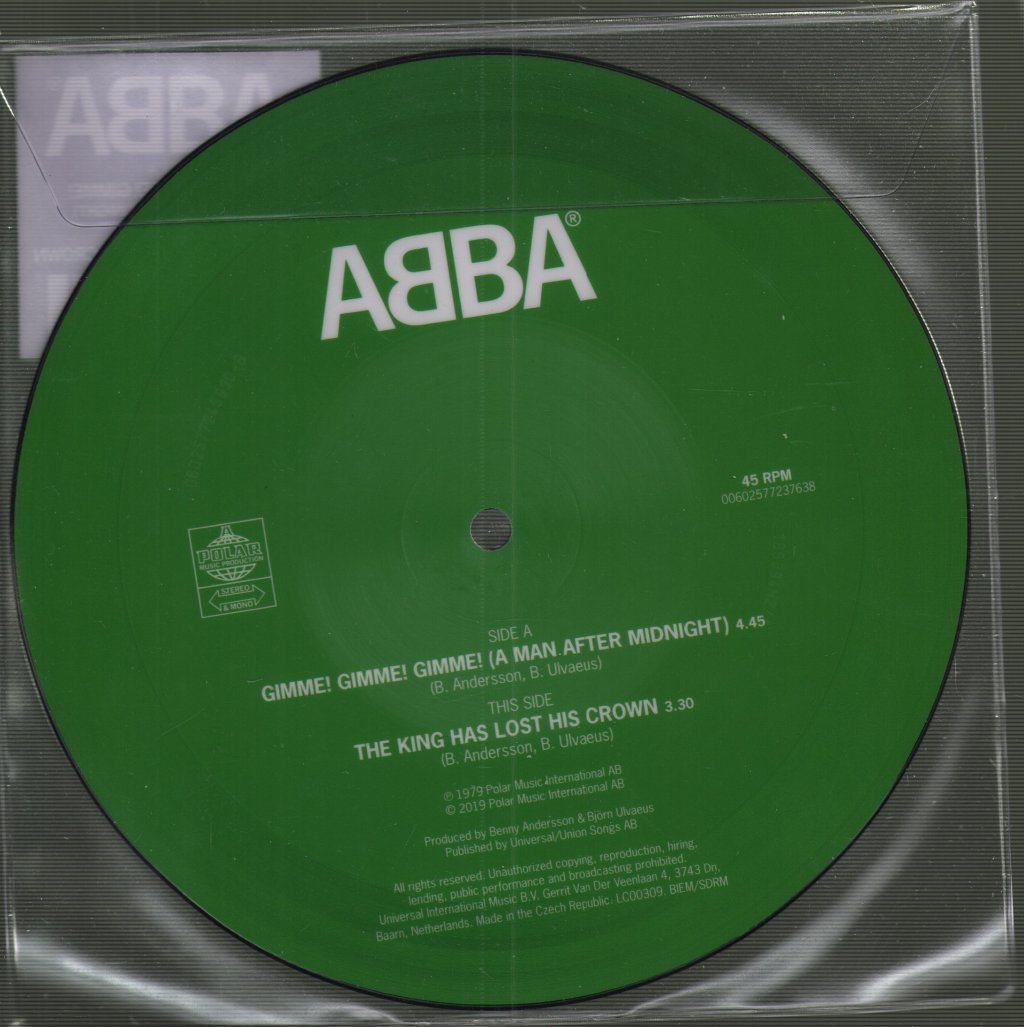 ABBA
ABBA®
45 RPM
00602577237638
A
POLAR
MUSIC PRODUCTION
STEREO
& MONO
SIDE A
GIMME! GIMME! GIMME! (A MAN AFTER MIDNIGHT) 4.45
(B. Andersson, B. Ulvaeus)
THIS SIDE
THE KING HAS LOST HIS CROWN 3.30
(B. Andersson, B. Ulvaeus)
℗ 1979 Polar Music International AB
© 2019 Polar Music International AB
Produced by Benny Andersson & Björn Ulvaeus
Published by Universal/Union Songs AB
All rights reserved. Unauthorized copying, reproduction, hiring,
lending, public performance and broadcasting prohibited.
Universal International Music B.V. Gerrit Van Der Veenlaan 4, 3743 Dn,
Baarn, Netherlands. Made in the Czech Republic. LC00309. BIEM/SDRM